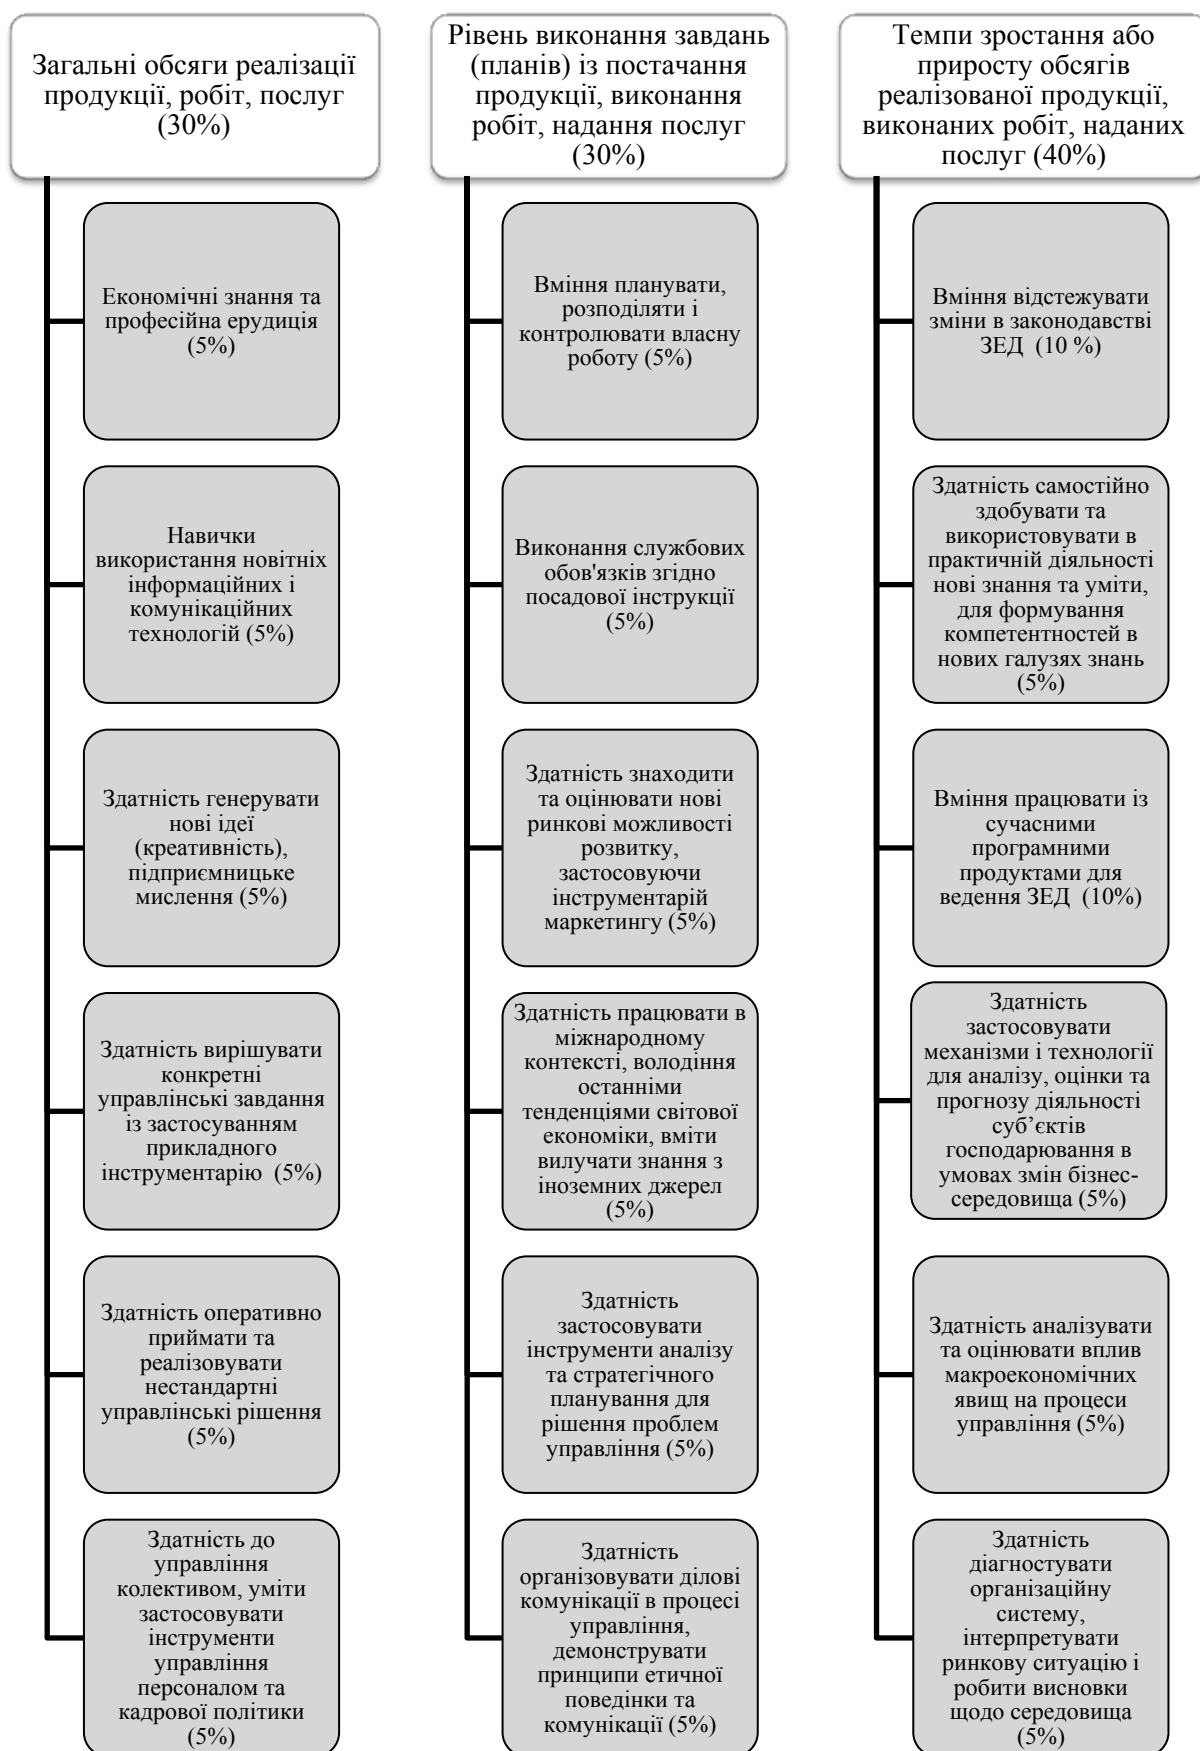 Загальні обсяги реалізації
продукції, робіт, послуг
(30%)
Економічні знання та
професійна ерудиція
(5%)
Навички
використання новітніх
інформаційних і
комунікаційних
технологій (5%)
Здатність генерувати
нові ідеї
(креативність),
підприємницьке
мислення (5%)
Здатність вирішувати
конкретні
управлінські завдання
із застосуванням
прикладного
інструментарію  (5%)
Здатність оперативно
приймати та
реалізовувати
нестандартні
управлінські рішення
(5%)
Здатність до
управління
колективом, уміти
застосовувати
інструменти
управління
персоналом та
кадрової політики
(5%)
Рівень виконання завдань
(планів) із постачання
продукції, виконання
робіт, надання послуг
(30%)
Вміння планувати,
розподіляти і
контролювати власну
роботу (5%)
Виконання службових
обов'язків згідно
посадової інструкції
(5%)
Здатність знаходити
та оцінювати нові
ринкові можливості
розвитку,
застосовуючи
інструментарій
маркетингу (5%)
Здатність працювати в
міжнародному
контексті, володіння
останніми
тенденціями світової
економіки, вміти
вилучати знання з
іноземних джерел
(5%)
Здатність
застосовувати
інструменти аналізу
та стратегічного
планування для
рішення проблем
управління (5%)
Здатність
організовувати ділові
комунікації в процесі
управління,
демонструвати
принципи етичної
поведінки та
комунікації (5%)
Темпи зростання або
приросту обсягів
реалізованої продукції,
виконаних робіт, наданих
послуг (40%)
Вміння відстежувати
зміни в законодавстві
ЗЕД  (10 %)
Здатність самостійно
здобувати та
використовувати в
практичній діяльності
нові знання та уміти,
для формування
компетентностей в
нових галузях знань
(5%)
Вміння працювати із
сучасними
програмними
продуктами для
ведення ЗЕД  (10%)
Здатність
застосовувати
механізми і технології
для аналізу, оцінки та
прогнозу діяльності
суб’єктів
господарювання в
умовах змін бізнес-
середовища (5%)
Здатність аналізувати
та оцінювати вплив
макроекономічних
явищ на процеси
управління (5%)
Здатність
діагностувати
організаційну
систему,
інтерпретувати
ринкову ситуацію і
робити висновки
щодо середовища
(5%)